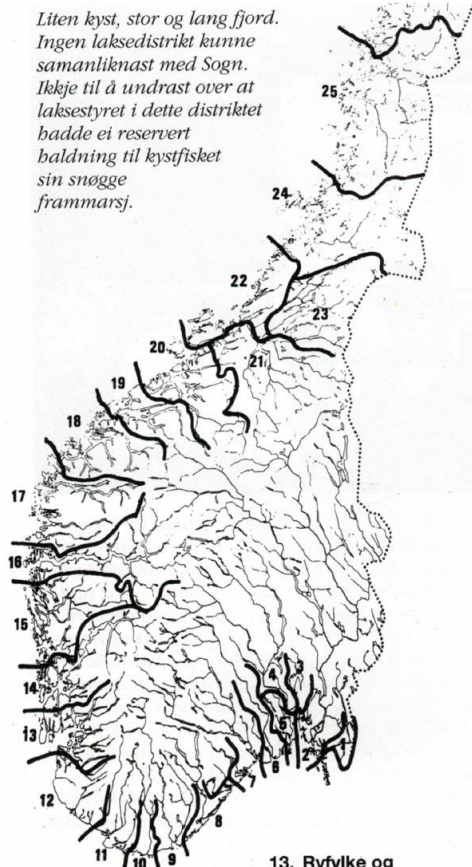 Liten kyst, stor og lang fjord.
Ingen laksedistrikt kunne
samanliknast med Sogn.
Ikkje til å undrast over at
laksestyret i dette distriktet
hadde ei reservert
haldning til kystfisket
sin snøgge
frammarsj.
25
24
22
23
20
21
19
18
17
16
15
14
13
12
11
10
9
8
7
6
5
4
3
2
1
13. Ryfylke og